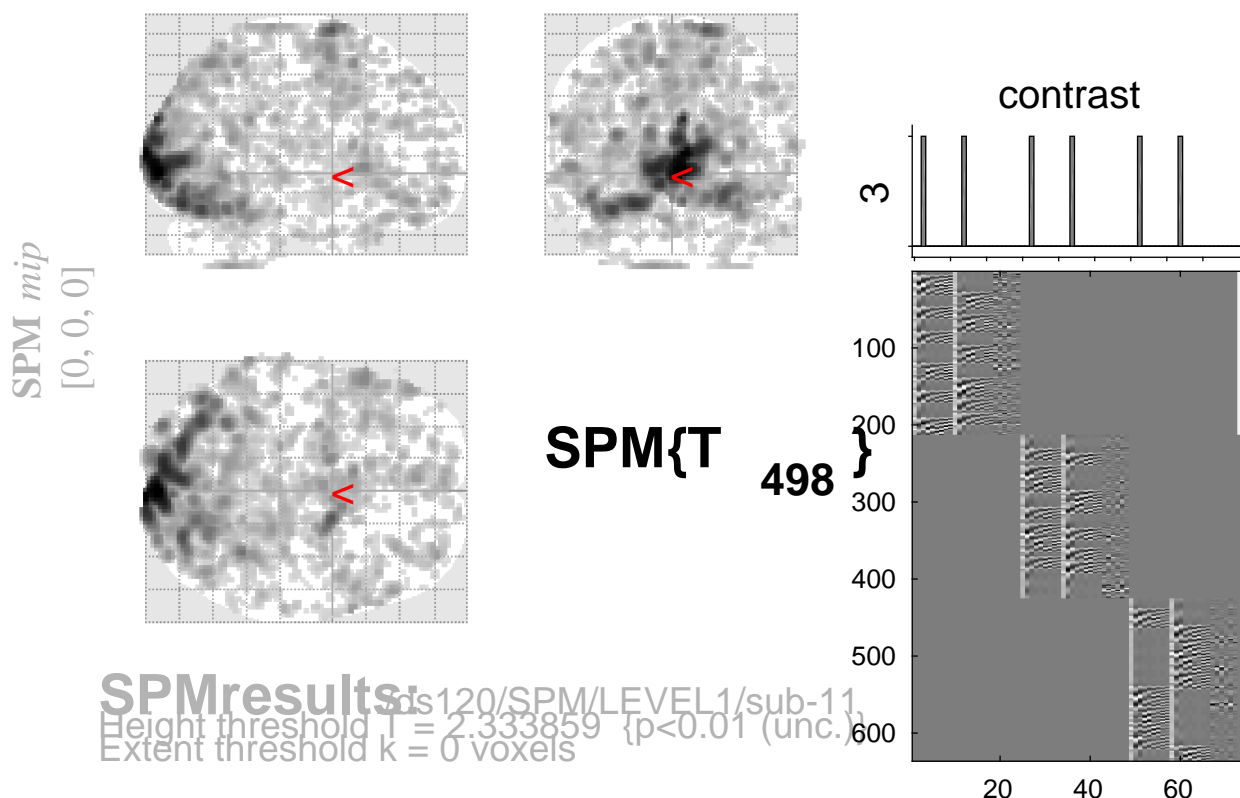 SPM mip
[0, 0, 0]
<
<
<
SPM{T498}
SPMresults: /ds120/SPM/LEVEL1/sub-11
Height threshold T = 2.333859 {p<0.01 (unc.)}
Extent threshold k = 0 voxels
contrast
3
100
200
300
400
500
600
20 40 60